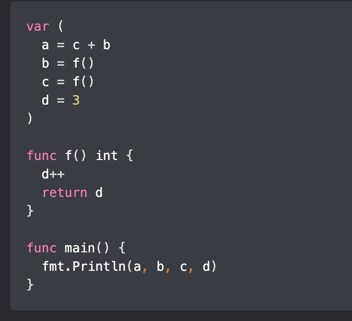 var (
  a = c + b
  b = f()
  c = f()
  d = 3
)

func f() int {
  d++
  return d
}

func main() {
  fmt.Println(a, b, c, d)
}